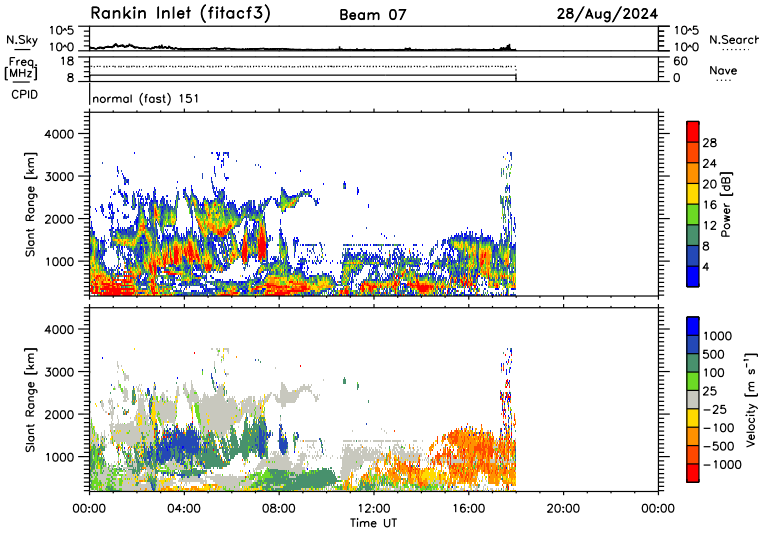 Rankin Inlet (fitacf3) Beam 07 28/Aug/2024
N.Sky 10^5 10^0 10^5 10^0 N.Search
Freq. [MHz] 18 8 60 0 Nave
CPID normal (fast) 151
Slant Range [km] 4000 3000 2000 1000
Power [dB] 28 24 20 16 12 8 4
Slant Range [km] 4000 3000 2000 1000
Velocity [m s^-1] 1000 500 100 25 -25 -100 -500 -1000
00:00 04:00 08:00 12:00 16:00 20:00 00:00
Time UT